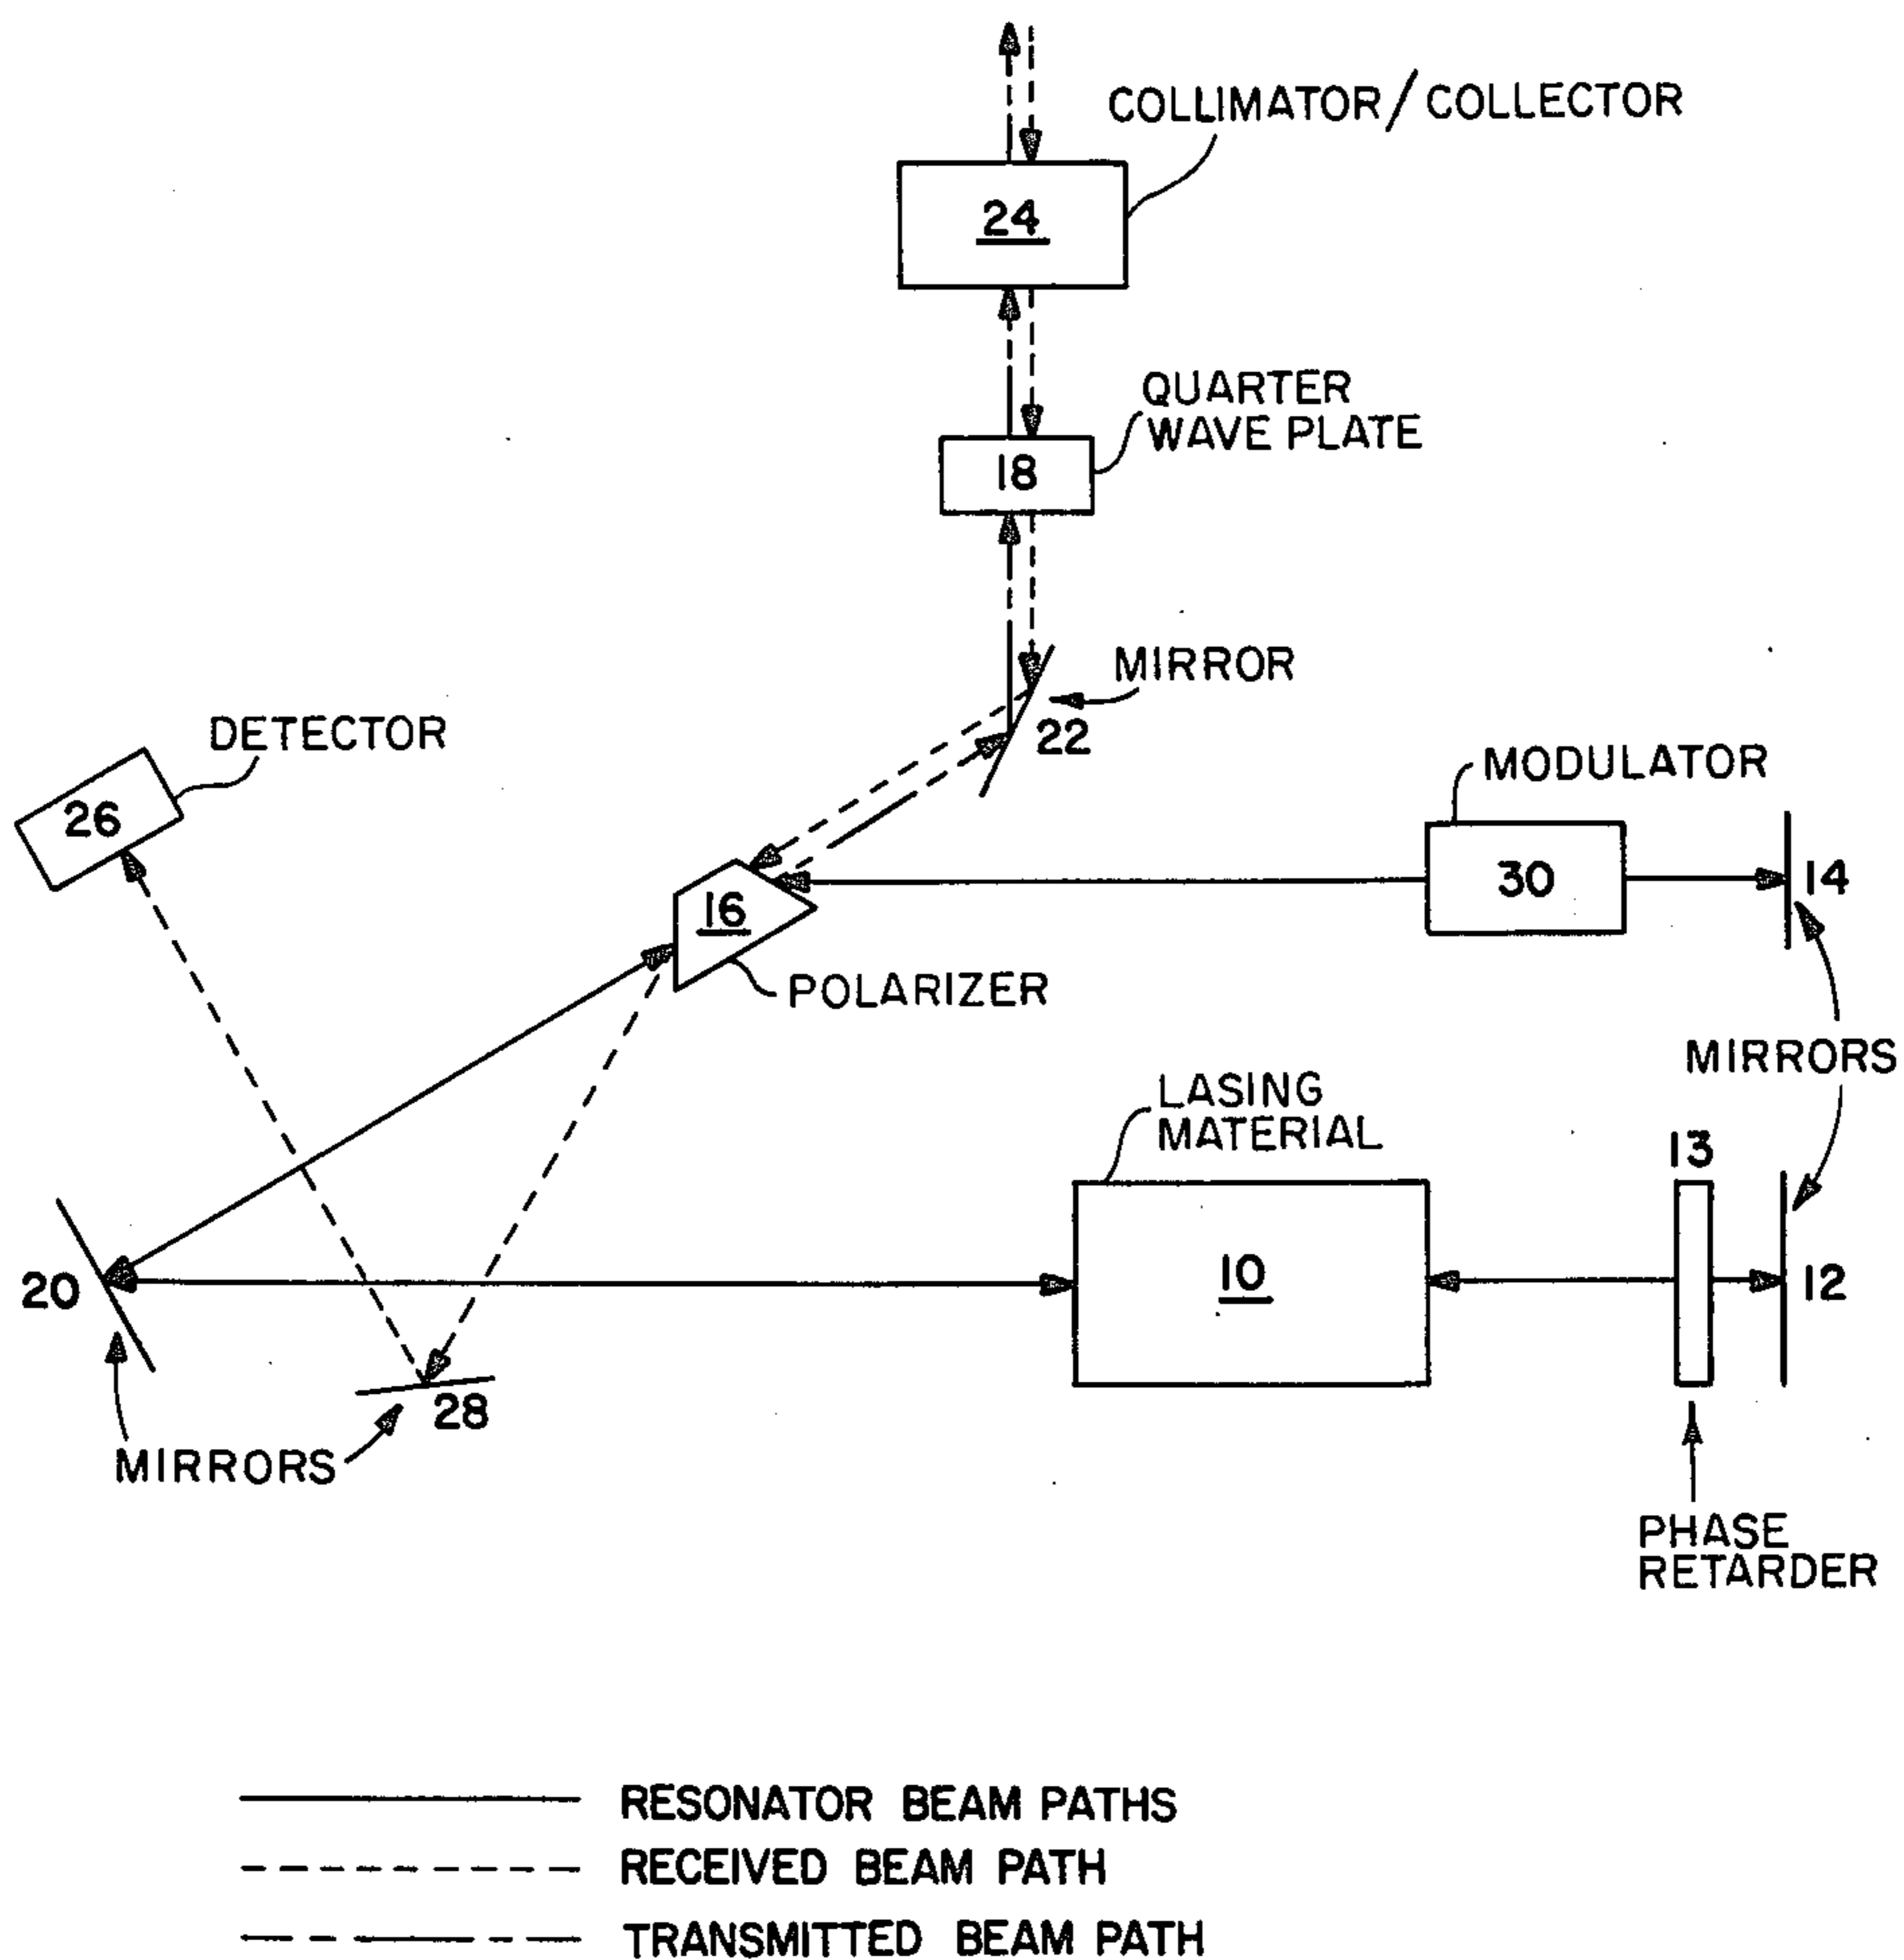 COLLIMATOR/COLLECTOR
24
QUARTER
WAVE PLATE
18
MIRROR
22
DETECTOR
26
MODULATOR
30
14
16
POLARIZER
MIRRORS
LASING
MATERIAL
13
10
12
20
28
MIRRORS
PHASE
RETARDER
RESONATOR BEAM PATHS
RECEIVED BEAM PATH
TRANSMITTED BEAM PATH